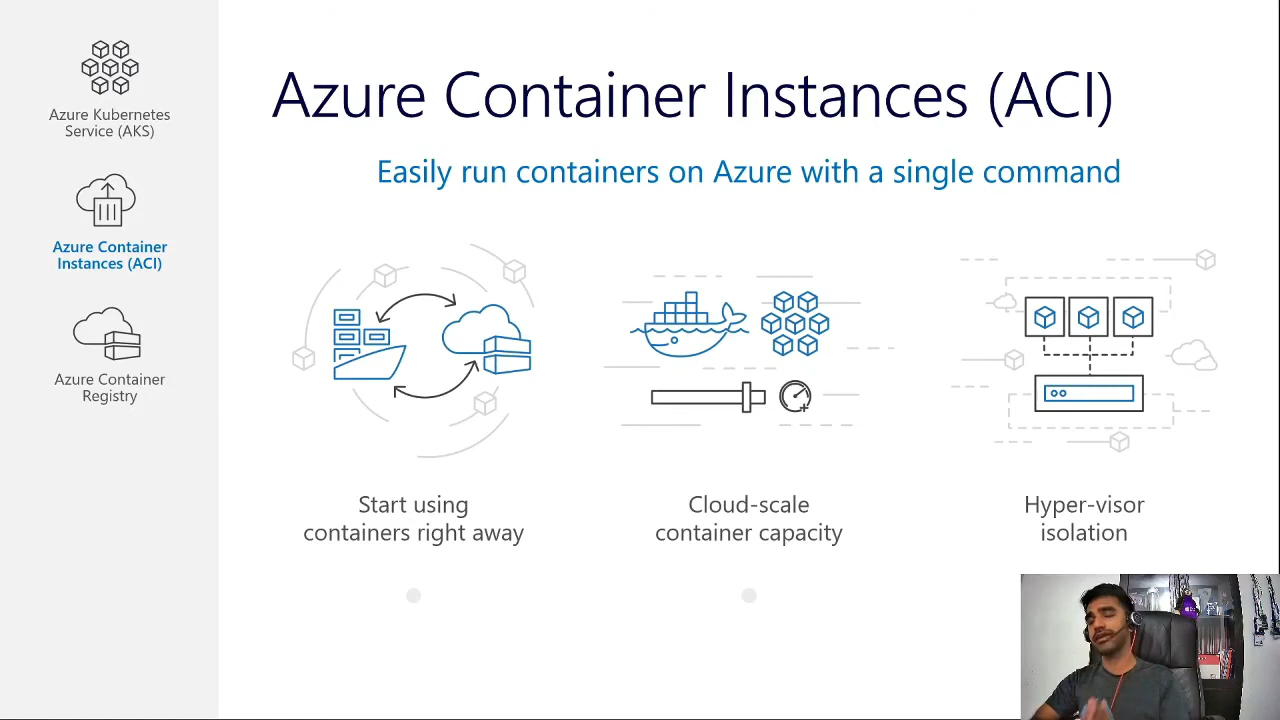 Azure Kubernetes
Service (AKS)
Azure Container
Instances (ACI)
Azure Container
Registry
Azure Container Instances (ACI)
Easily run containers on Azure with a single command
Start using
containers right away
Cloud-scale
container capacity
Hyper-visor
isolation